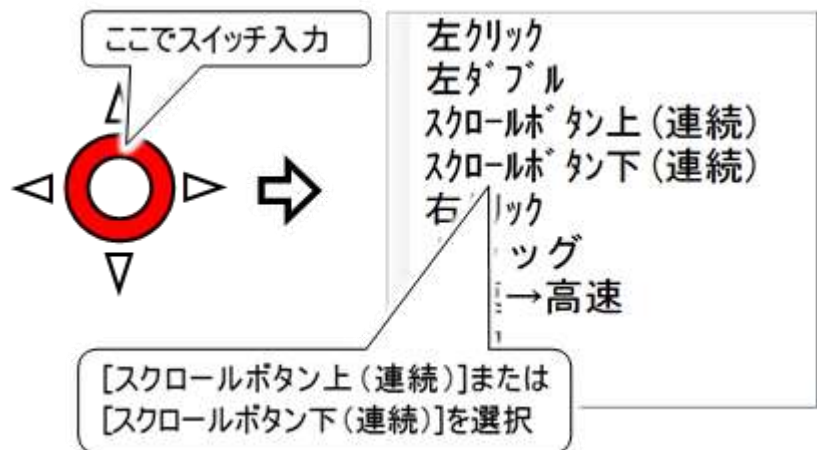 ここでスイッチ入力
左クリック
左ダブル
スクロールボタン上(連続)
スクロールボタン下(連続)
右 リック
ッグ
→高速
[スクロールボタン上(連続)]または
[スクロールボタン下(連続)]を選択